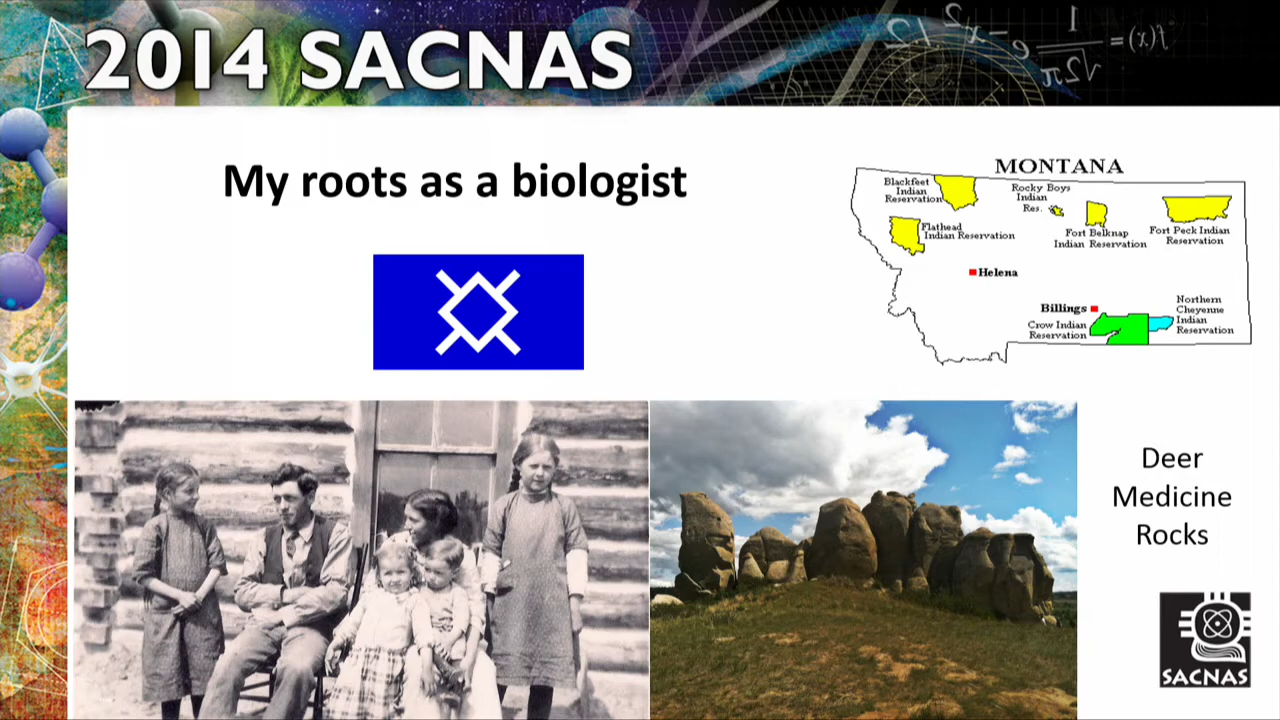 2014 SACNAS
My roots as a biologist
MONTANA
Blackfeet
Indian
Reservation
Rocky Boys
Indian
Res.
Flathead
Indian Reservation
Fort Belknap
Indian Reservation
Fort Peck Indian
Reservation
Helena
Billings
Crow Indian
Reservation
Northern
Cheyenne
Indian
Reservation
Deer
Medicine
Rocks
SACNAS